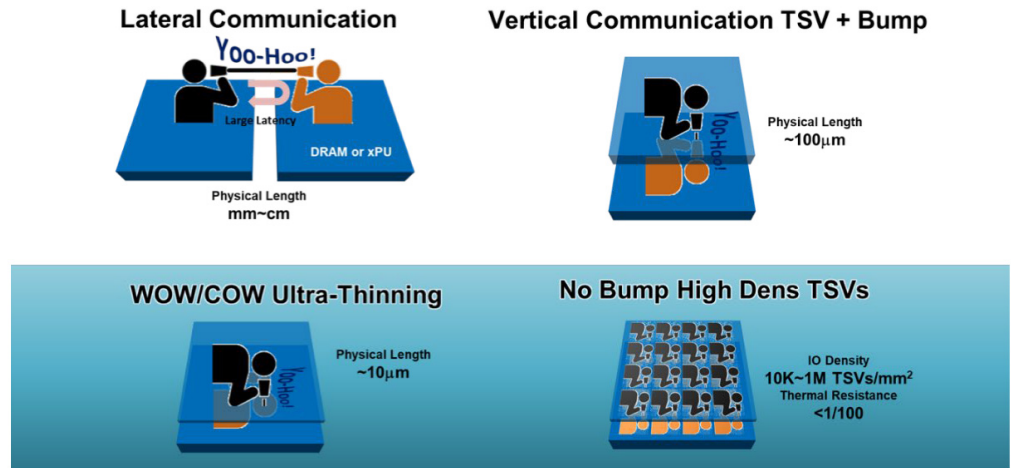 Lateral Communication
Yoo-Hoo!
Large Latency
DRAM or xPU
Physical Length
mm~cm
Vertical Communication TSV + Bump
Yoo-Hoo!
Physical Length
~100μm
WOW/COW Ultra-Thinning
Yoo-Hoo!
Physical Length
~10μm
No Bump High Dens TSVs
IO Density
10K~1M TSVs/mm²
Thermal Resistance
<1/100